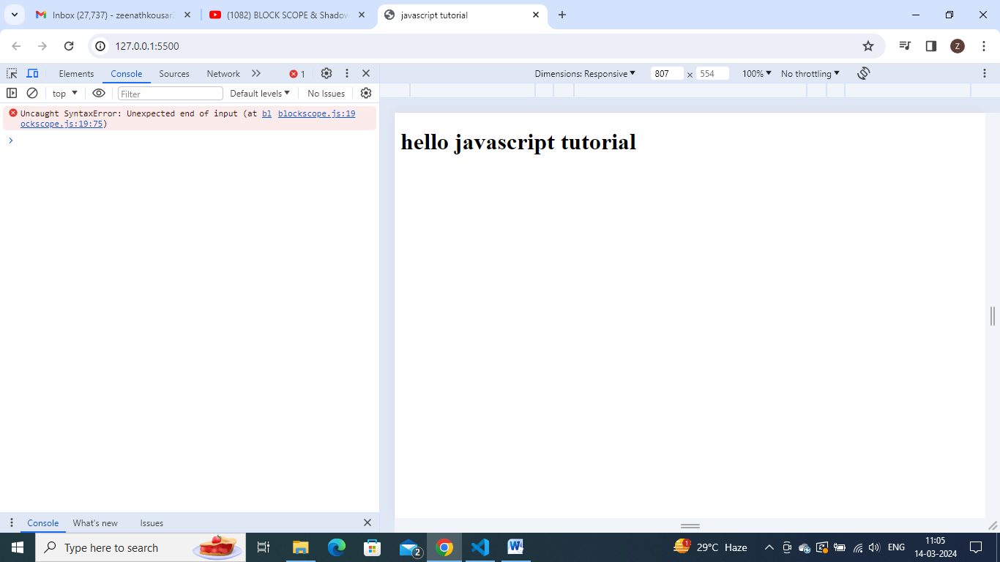 Inbox (27,737) - zeenathkousar
(1082) BLOCK SCOPE & Shadow
javascript tutorial
127.0.0.1:5500
Z
Elements
Console
Sources
Network
1
Dimensions: Responsive
807 × 554
100%
No throttling
top
Filter
Default levels
No Issues
Uncaught SyntaxError: Unexpected end of input (at bl blockscope.js:19
ockscope.js:19:75)
hello javascript tutorial
Console
What's new
Issues
Type here to search
2
W
1
29°C Haze
ENG
11:05
14-03-2024